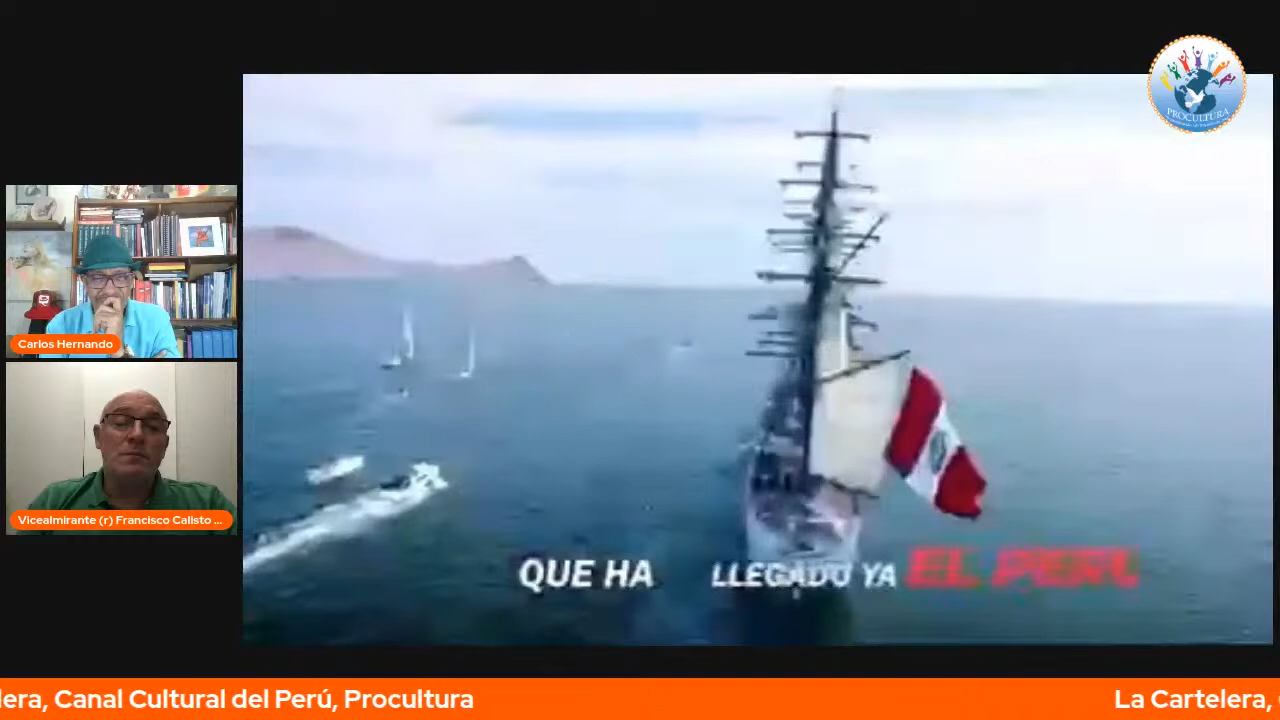 PROCULTURA
Carlos Hernando
Vicealmirante (r) Francisco Calisto ...
QUE HA LLEGADO YA EL PERÚ
lera, Canal Cultural del Perú, Procultura
La Cartelera,